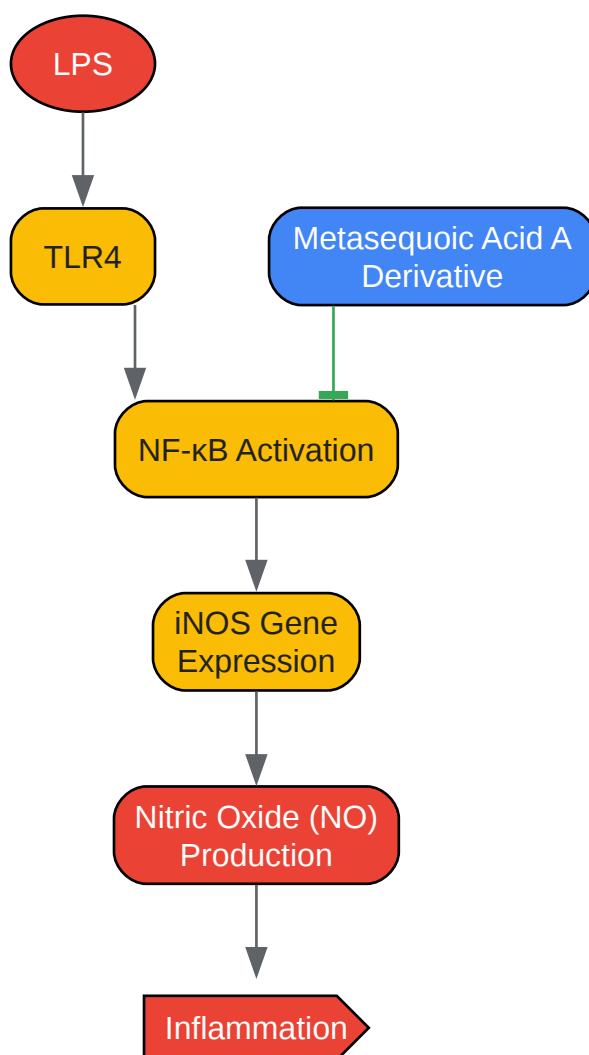 LPS
TLR4
Metasequoic Acid A
Derivative
NF-κB Activation
iNOS Gene
Expression
Nitric Oxide (NO)
Production
Inflammation